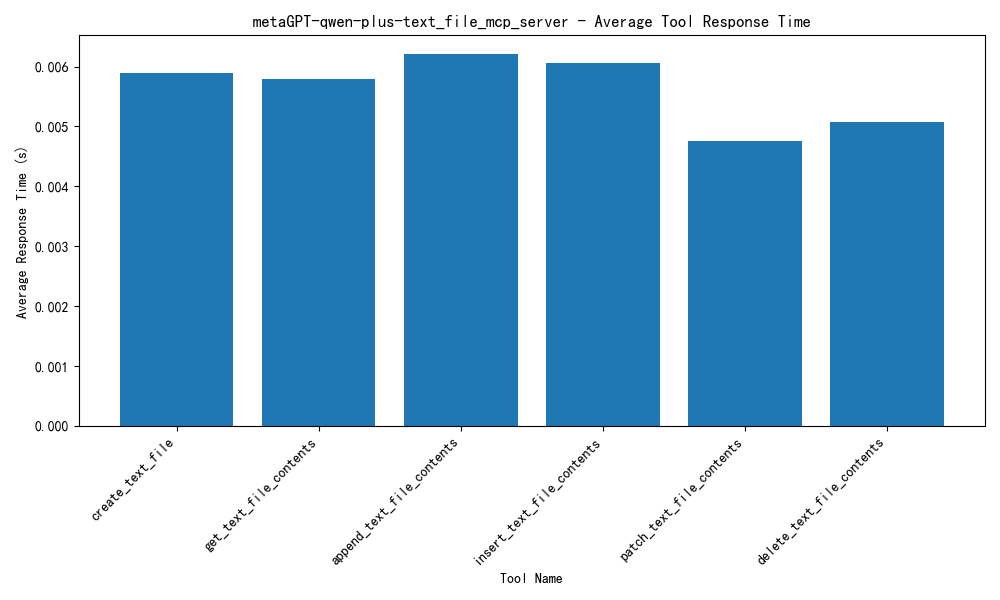 metaGPT-qwen-plus-text_file_mcp_server - Average Tool Response Time
Average Response Time (s)
0.006
0.005
0.004
0.003
0.002
0.001
0.000
create_text_file
get_text_file_contents
append_text_file_contents
insert_text_file_contents
patch_text_file_contents
delete_text_file_contents
Tool Name